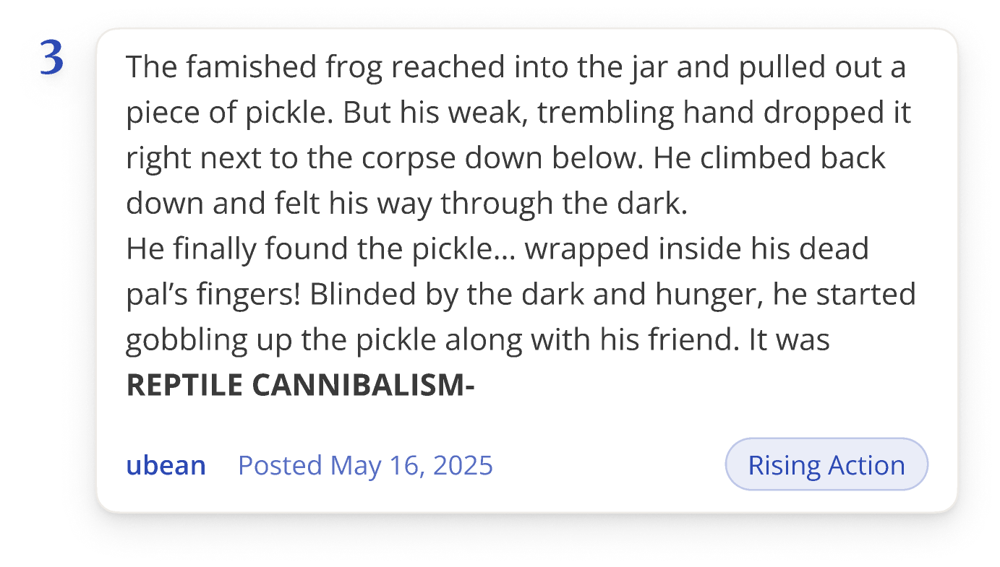 3
The famished frog reached into the jar and pulled out a
piece of pickle. But his weak, trembling hand dropped it
right next to the corpse down below. He climbed back
down and felt his way through the dark.
He finally found the pickle... wrapped inside his dead
pal’s fingers! Blinded by the dark and hunger, he started
gobbling up the pickle along with his friend. It was
REPTILE CANNIBALISM-
ubean Posted May 16, 2025 Rising Action